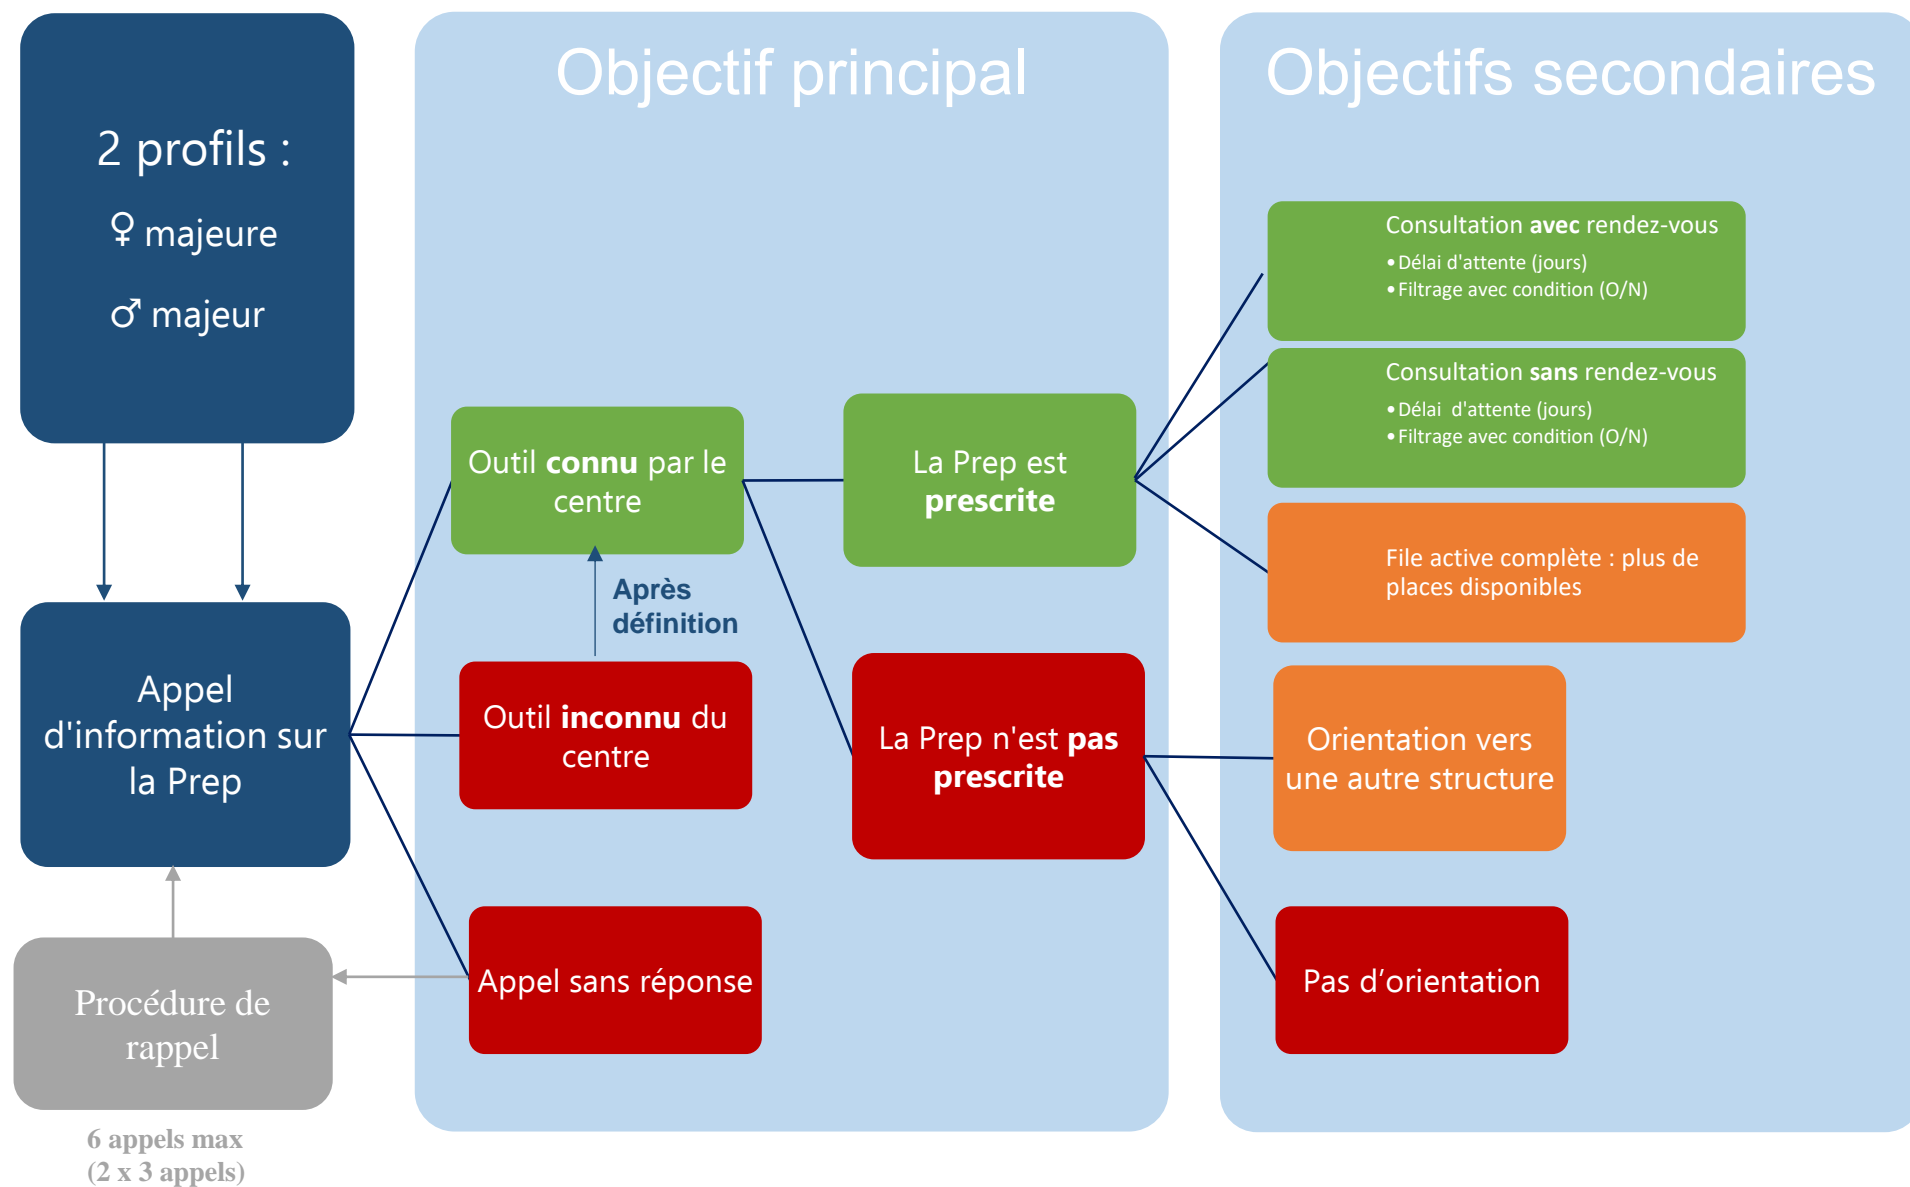 2 profils :
♀ majeure
♂ majeur
Appel
d'information sur
la Prep
Procédure de
rappel
6 appels max
(2 x 3 appels)
Objectif principal
Outil connu par le
centre
Après
définition
Outil inconnu du
centre
Appel sans réponse
La Prep est
prescrite
La Prep n'est pas
prescrite
Objectifs secondaires
Consultation avec rendez-vous
•Délai d'attente (jours)
•Filtrage avec condition (O/N)
Consultation sans rendez-vous
•Délai d'attente (jours)
•Filtrage avec condition (O/N)
File active complète : plus de
places disponibles
Orientation vers
une autre structure
Pas d’orientation